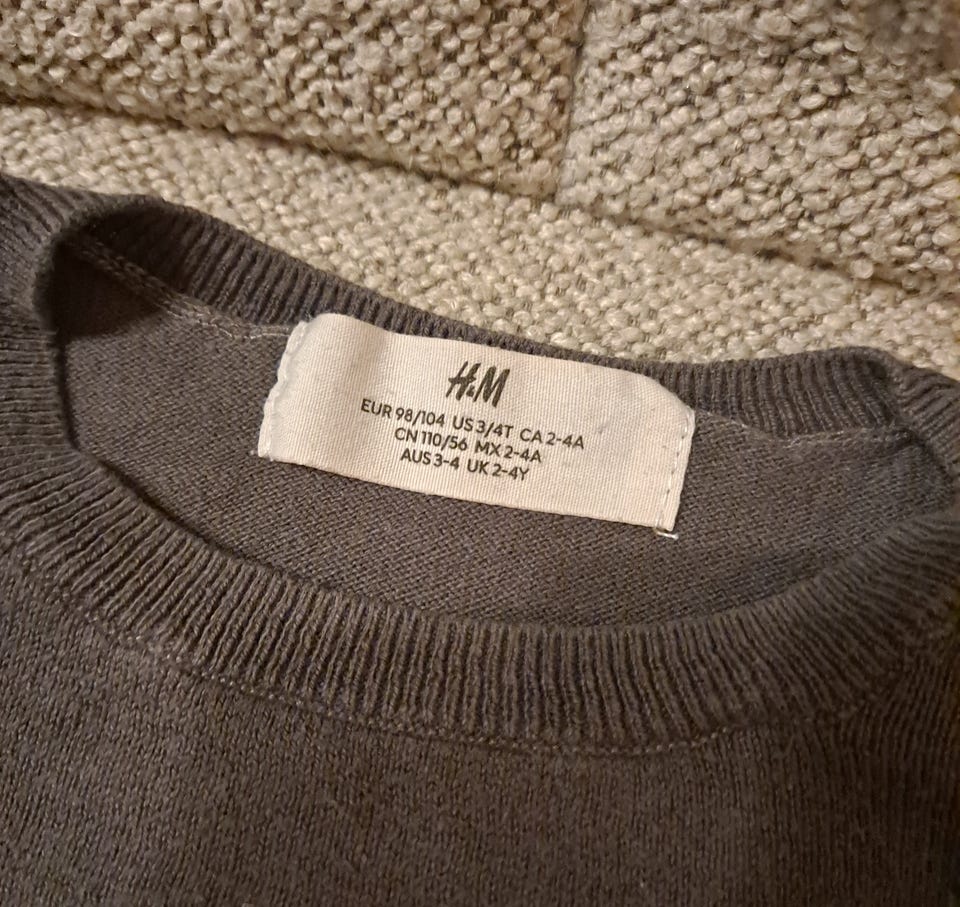 H&M
EUR 98/104 US 3/4T CA 2-4A
CN 110/56 MX 2-4A
AUS 3-4 UK 2-4Y